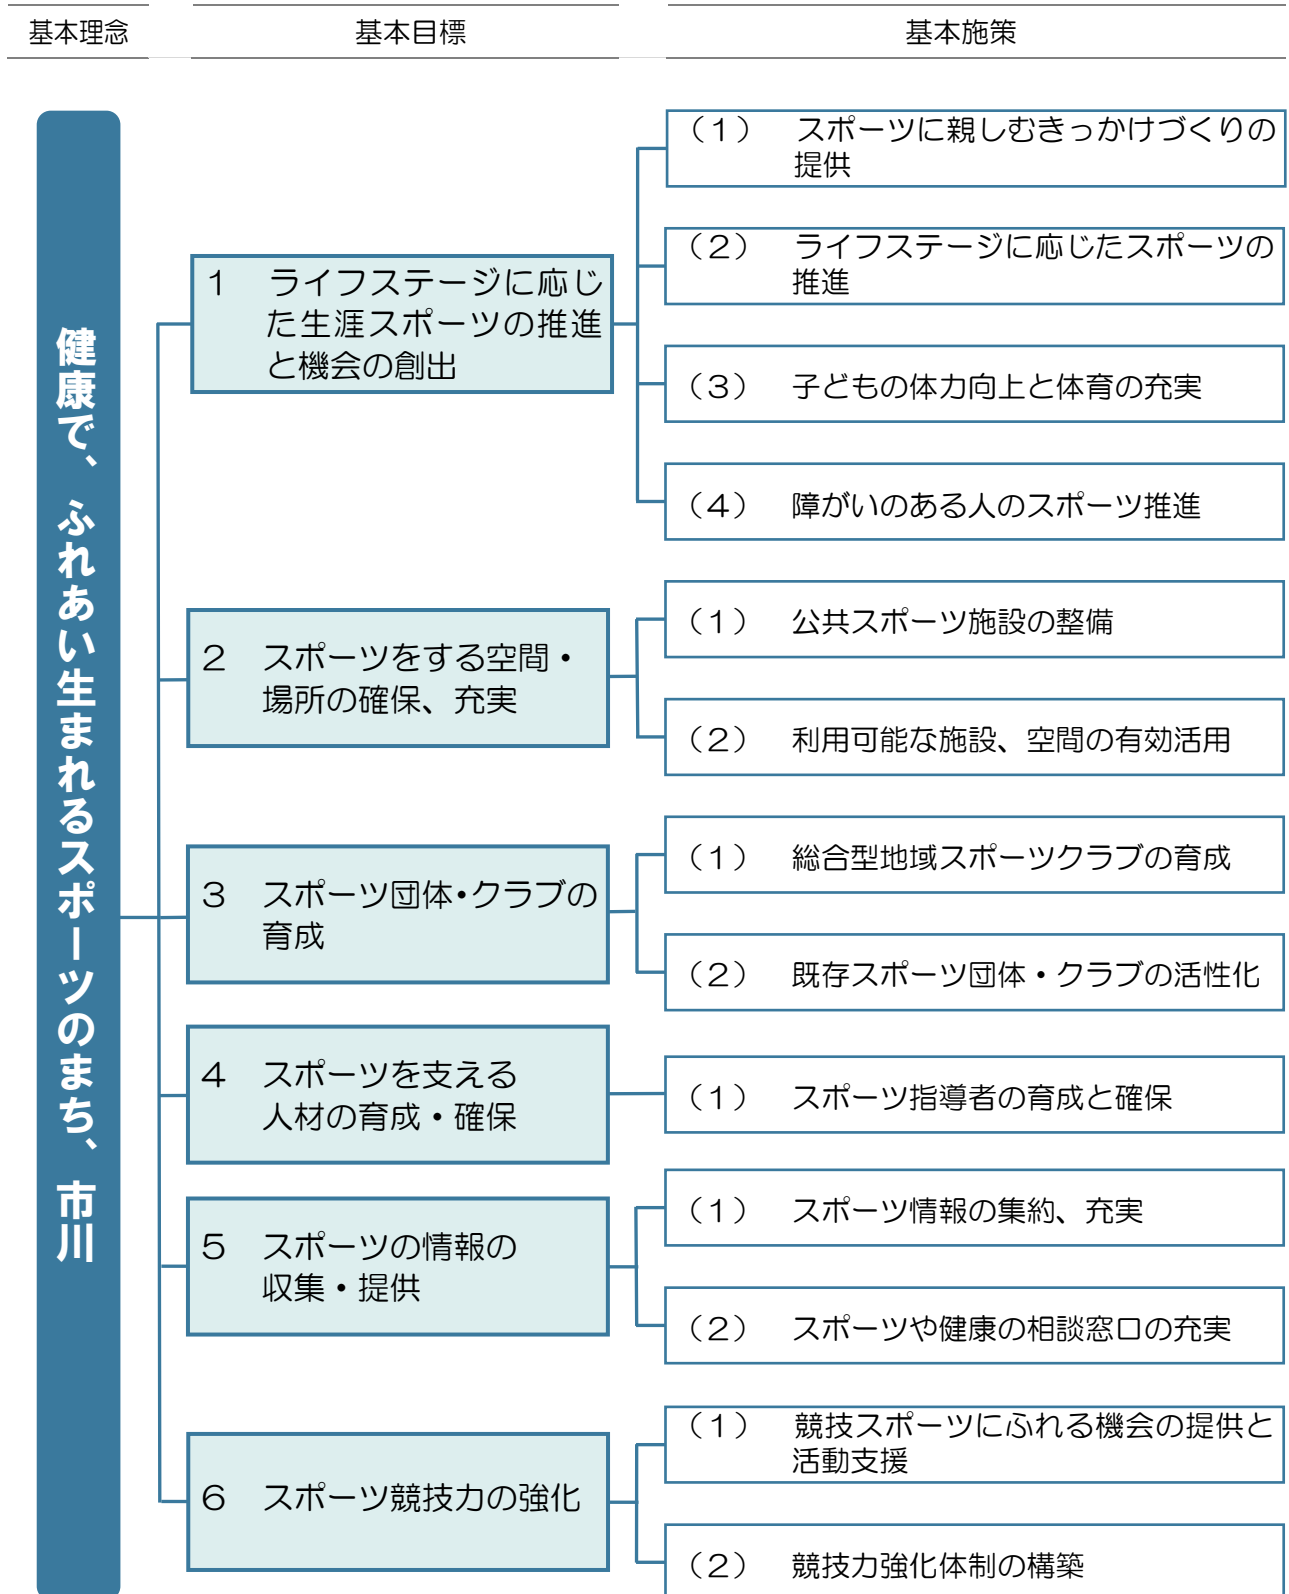 基本理念
基本目標
基本施策
健康で、ふれあい生まれるスポーツのまち、市川
1 ライフステージに応じ
た生涯スポーツの推進
と機会の創出
(1) スポーツに親しむきっかけづくりの
提供
(2) ライフステージに応じたスポーツの
推進
(3) 子どもの体力向上と体育の充実
(4) 障がいのある人のスポーツ推進
2 スポーツをする空間・
場所の確保、充実
(1) 公共スポーツ施設の整備
(2) 利用可能な施設、空間の有効活用
3 スポーツ団体・クラブの
育成
(1) 総合型地域スポーツクラブの育成
(2) 既存スポーツ団体・クラブの活性化
4 スポーツを支える
人材の育成・確保
(1) スポーツ指導者の育成と確保
5 スポーツの情報の
収集・提供
(1) スポーツ情報の集約、充実
(2) スポーツや健康の相談窓口の充実
6 スポーツ競技力の強化
(1) 競技スポーツにふれる機会の提供と
活動支援
(2) 競技力強化体制の構築